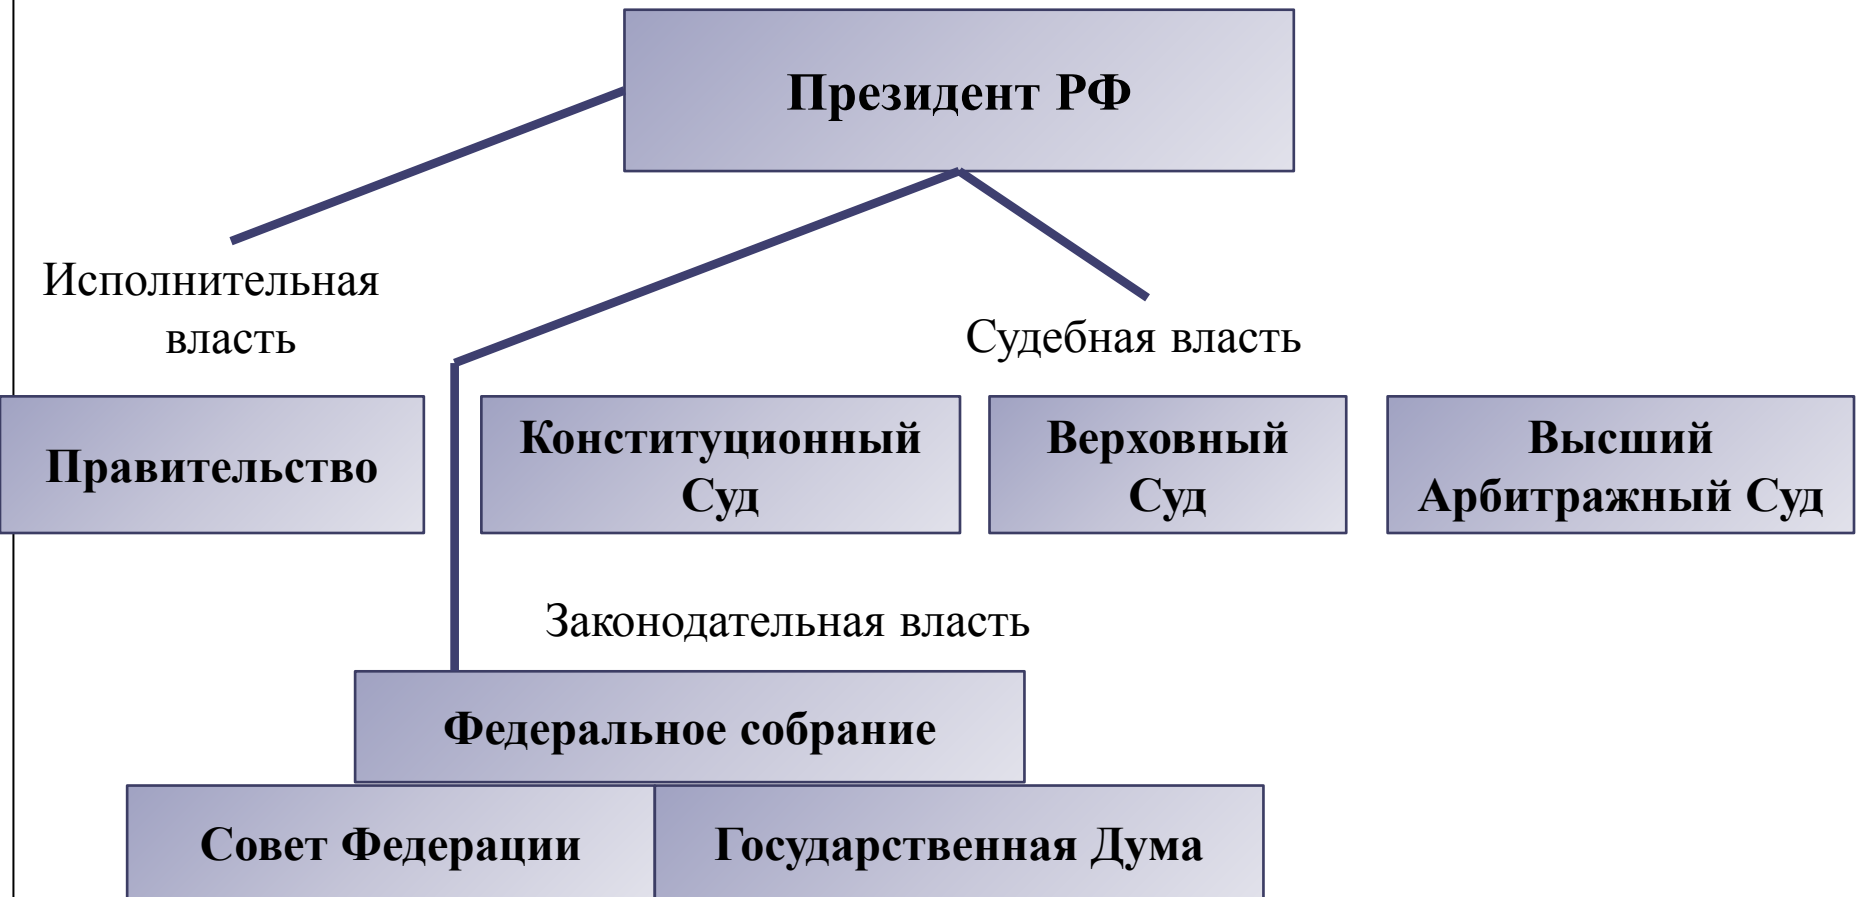 Президент РФ
Исполнительная
власть
Судебная власть
Правительство
Конституционный
Суд
Верховный
Суд
Высший
Арбитражный Суд
Законодательная власть
Федеральное собрание
Совет Федерации
Государственная Дума